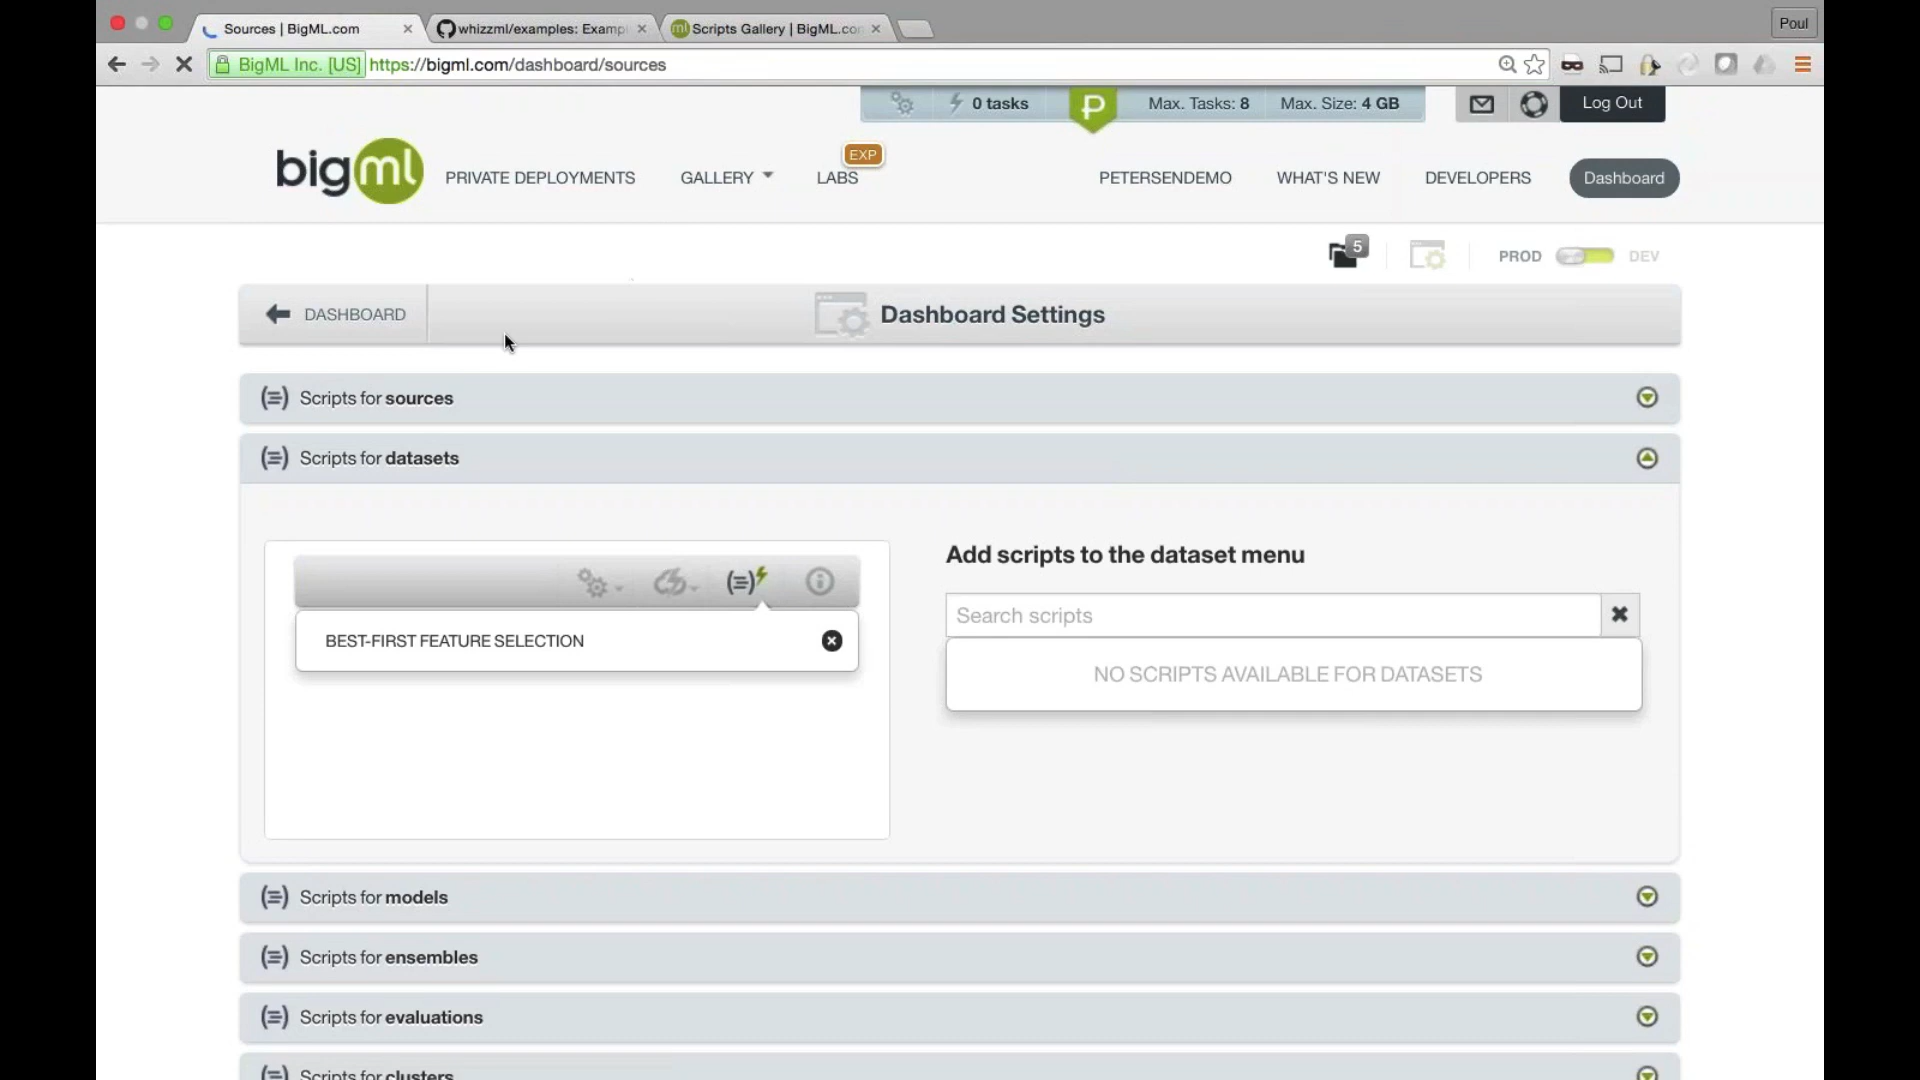 Sources | BigML.com
whizzml/examples: Exampl
Scripts Gallery | BigML.con
Poul
BigML Inc. [US] https://bigml.com/dashboard/sources
0 tasks
P
Max. Tasks: 8
Max. Size: 4 GB
Log Out
bigml
PRIVATE DEPLOYMENTS
GALLERY
LABS
EXP
PETERSENDEMO
WHAT'S NEW
DEVELOPERS
Dashboard
5
PROD
DEV
DASHBOARD
Dashboard Settings
Scripts for sources
Scripts for datasets
Add scripts to the dataset menu
Search scripts
BEST-FIRST FEATURE SELECTION
NO SCRIPTS AVAILABLE FOR DATASETS
Scripts for models
Scripts for ensembles
Scripts for evaluations
Scripts for clusters